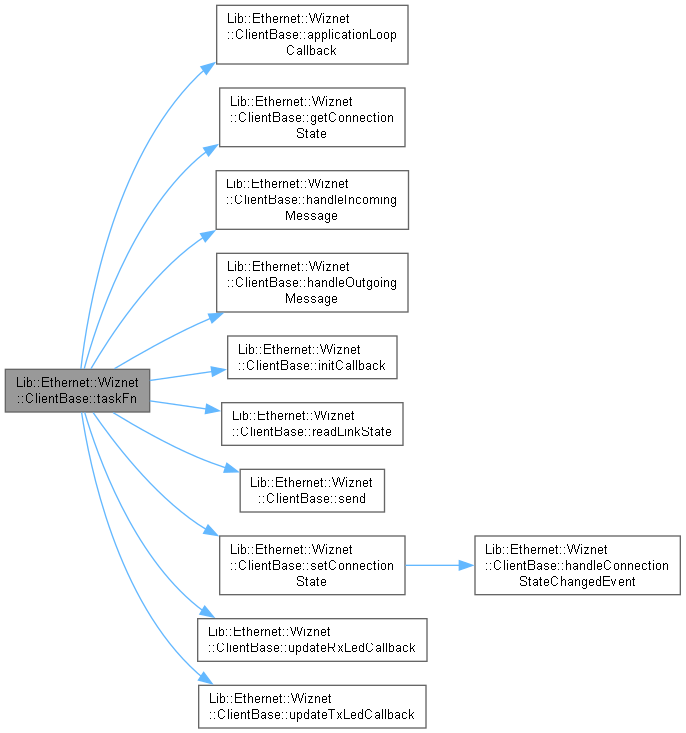 Lib::Ethernet::Wiznet
::ClientBase::applicationLoop
Callback
Lib::Ethernet::Wiznet
::ClientBase::getConnection
State
Lib::Ethernet::Wiznet
::ClientBase::handleIncoming
Message
Lib::Ethernet::Wiznet
::ClientBase::handleOutgoing
Message
Lib::Ethernet::Wiznet
::ClientBase::initCallback
Lib::Ethernet::Wiznet
::ClientBase::taskFn
Lib::Ethernet::Wiznet
::ClientBase::readLinkState
Lib::Ethernet::Wiznet
::ClientBase::send
Lib::Ethernet::Wiznet
::ClientBase::setConnection
State
Lib::Ethernet::Wiznet
::ClientBase::handleConnection
StateChangedEvent
Lib::Ethernet::Wiznet
::ClientBase::updateRxLedCallback
Lib::Ethernet::Wiznet
::ClientBase::updateTxLedCallback